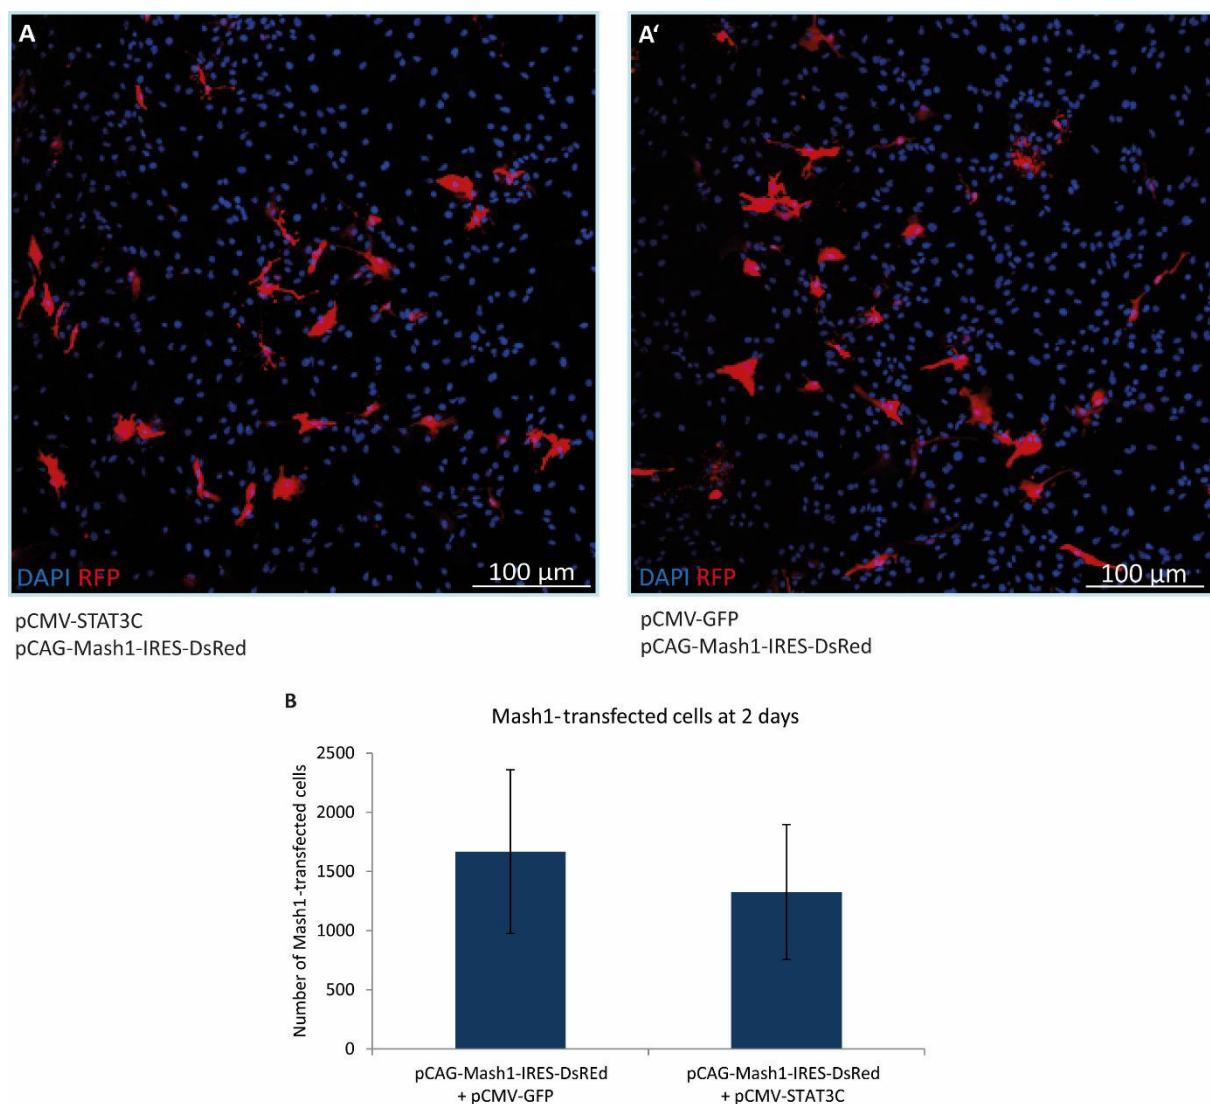 A
DAPI RFP
100 µm
pCMV-STAT3C
pCAG-Mash1-IRES-DsRed
A‘
DAPI RFP
100 µm
pCMV-GFP
pCAG-Mash1-IRES-DsRed
B
Mash1-transfected cells at 2 days
Number of Mash1-transfected cells
2500
2000
1500
1000
500
0
pCAG-Mash1-IRES-DsREd
+ pCMV-GFP
pCAG-Mash1-IRES-DsRed
+ pCMV-STAT3C